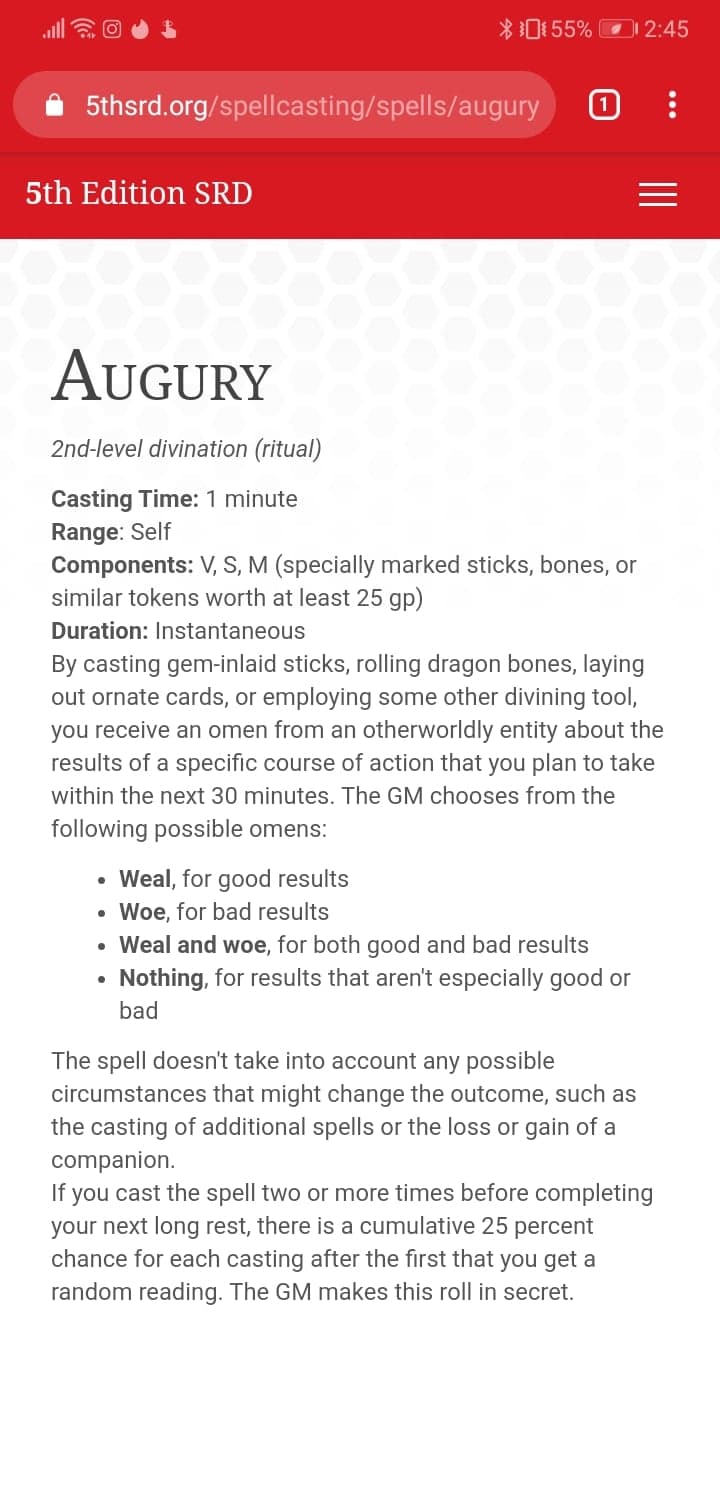 55% 2:45
5thsrd.org/spellcasting/spells/augury 1
5th Edition SRD
AUGURY
2nd-level divination (ritual)
Casting Time: 1 minute
Range: Self
Components: V, S, M (specially marked sticks, bones, or
similar tokens worth at least 25 gp)
Duration: Instantaneous
By casting gem-inlaid sticks, rolling dragon bones, laying
out ornate cards, or employing some other divining tool,
you receive an omen from an otherworldly entity about the
results of a specific course of action that you plan to take
within the next 30 minutes. The GM chooses from the
following possible omens:
• Weal, for good results
• Woe, for bad results
• Weal and woe, for both good and bad results
• Nothing, for results that aren't especially good or
bad
The spell doesn't take into account any possible
circumstances that might change the outcome, such as
the casting of additional spells or the loss or gain of a
companion.
If you cast the spell two or more times before completing
your next long rest, there is a cumulative 25 percent
chance for each casting after the first that you get a
random reading. The GM makes this roll in secret.